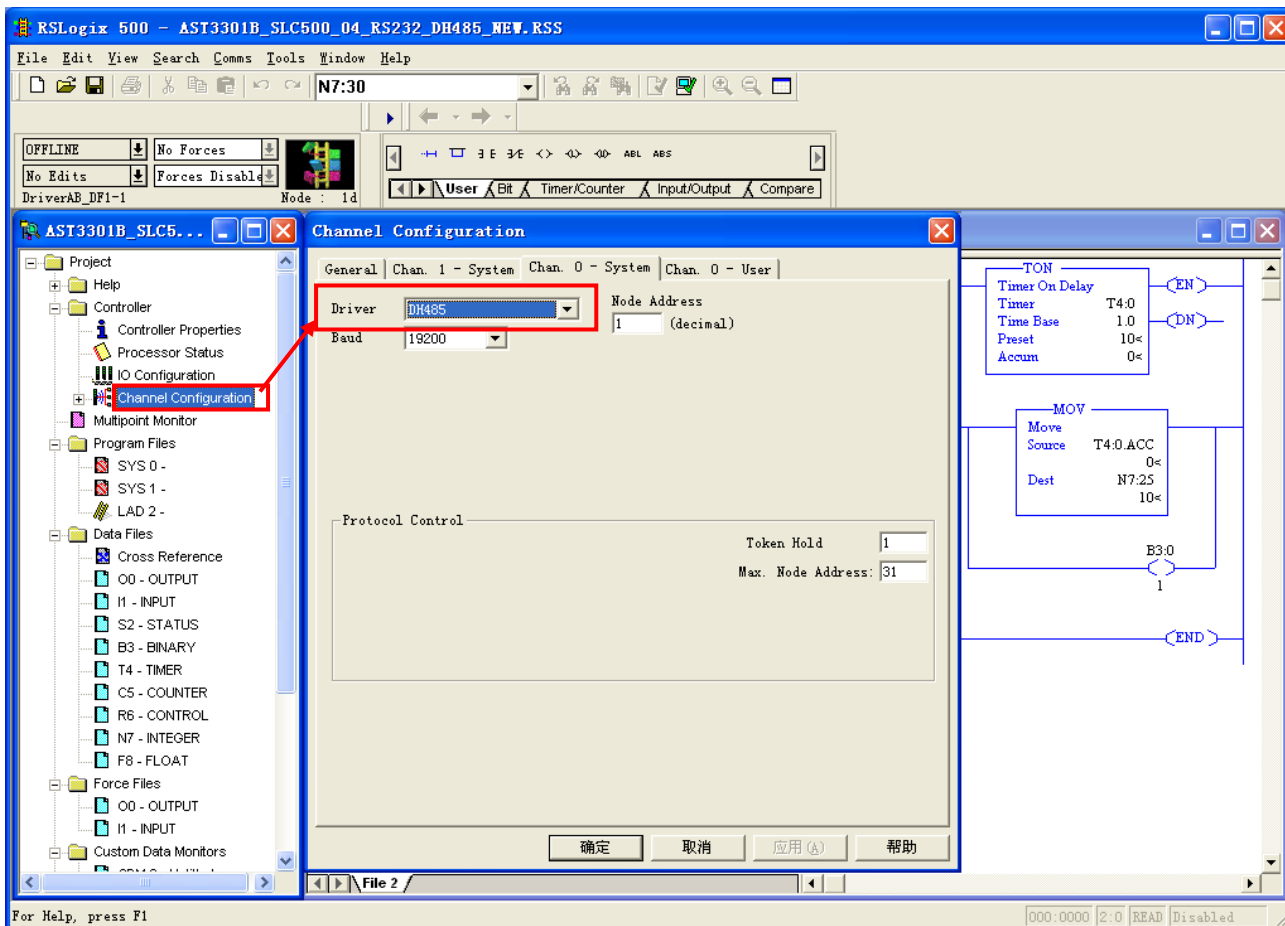 RSLogix 500 - AST3301B_SLC500_04_RS232_DH485_NEW.RSS
File Edit View Search Comms Tools Window Help
N7:30
OFFLINE No Forces
No Edits Forces Disable
DriverAB_DF1-1 Node : 1d
ABL ABS
User Bit Timer/Counter Input/Output Compare
AST3301B_SLC5...
Project
Help
Controller
Controller Properties
Processor Status
IO Configuration
Channel Configuration
Multipoint Monitor
Program Files
SYS 0 -
SYS 1 -
LAD 2 -
Data Files
Cross Reference
O0 - OUTPUT
I1 - INPUT
S2 - STATUS
B3 - BINARY
T4 - TIMER
C5 - COUNTER
R6 - CONTROL
N7 - INTEGER
F8 - FLOAT
Force Files
O0 - OUTPUT
I1 - INPUT
Custom Data Monitors
Channel Configuration
General Chan. 1 - System Chan. 0 - System Chan. 0 - User
Driver DH485
Node Address
1 (decimal)
Baud 19200
Protocol Control
Token Hold 1
Max. Node Address: 31
确定 取消 应用(A) 帮助
TON
Timer On Delay
Timer T4:0
Time Base 1.0
Preset 10<
Accum 0<
EN
DN
MOV
Move
Source T4:0.ACC
0<
Dest N7:25
10<
B3:0
1
END
File 2
For Help, press F1
000:0000 2:0 READ Disabled